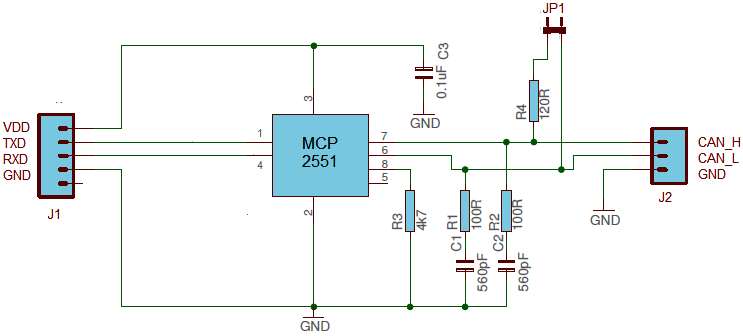 JP1
C3
0.1uF
GND
R4
120R
3
VDD
TXD
RXD
GND
J1
1
4
MCP
2551
7
6
8
5
2
CAN_H
CAN_L
GND
J2
GND
R3
4k7
R1
100R
R2
100R
C1
560pF
C2
560pF
GND